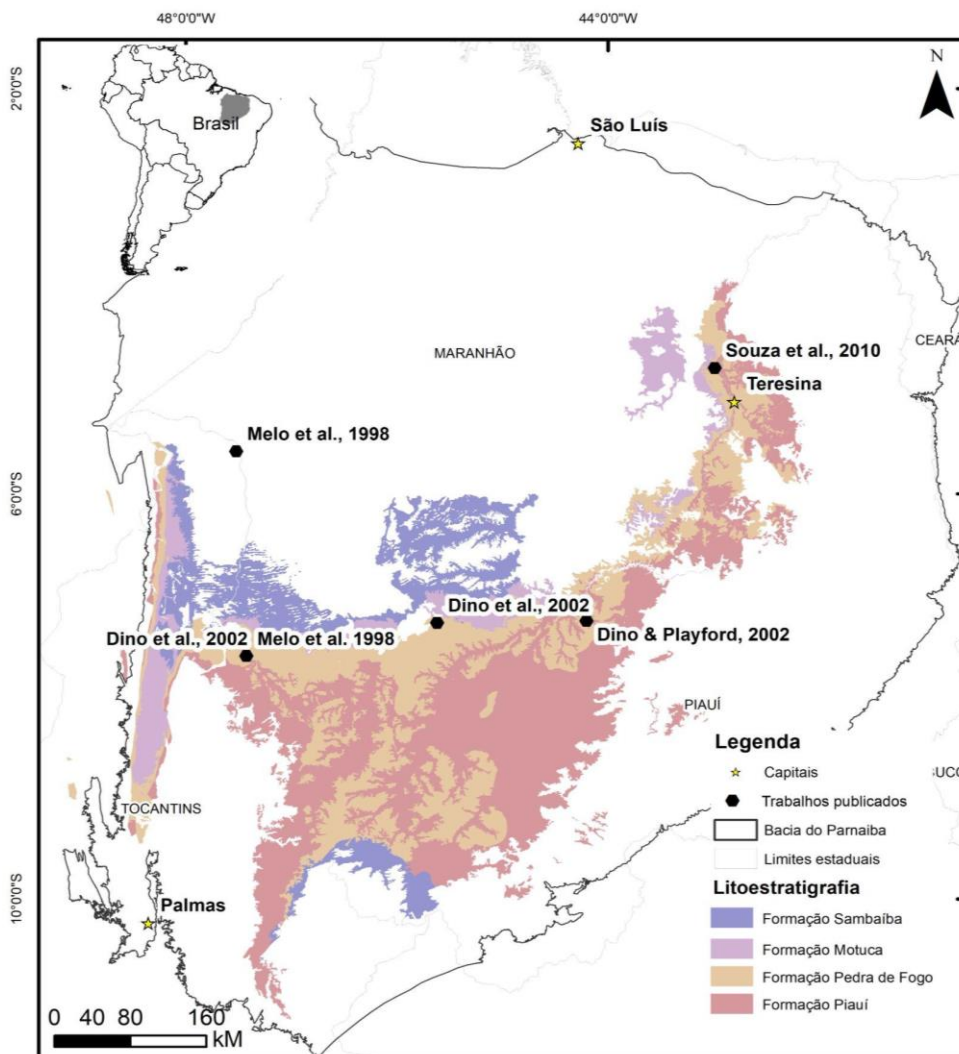 48°0'0"W
44°0'0"W
2°0'0"S
N
Brasil
São Luís
MARANHÃO
CEARÁ
Souza et al., 2010
Teresina
Melo et al., 1998
6°0'0"S
Dino et al., 2002
Dino et al., 2002
Melo et al. 1998
Dino & Playford, 2002
PIAUÍ
TOCANTINS
Palmas
10°0'0"S
Legenda
Capitais
Trabalhos publicados
Bacia do Parnaiba
Limites estaduais
Litoestratigrafia
Formação Sambaíba
Formação Motuca
Formação Pedra de Fogo
Formação Piauí
0 40 80 160
kM